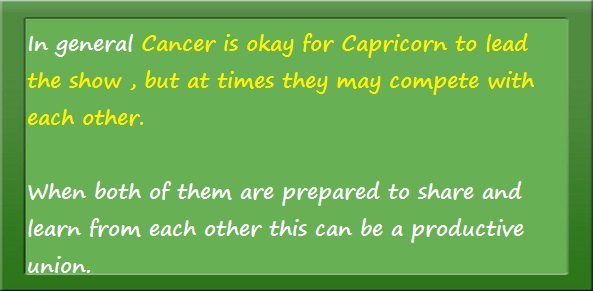 In general Cancer is okay for Capricorn to lead
the show , but at times they may compete with
each other.
When both of them are prepared to share and
learn from each other this can be a productive
union.